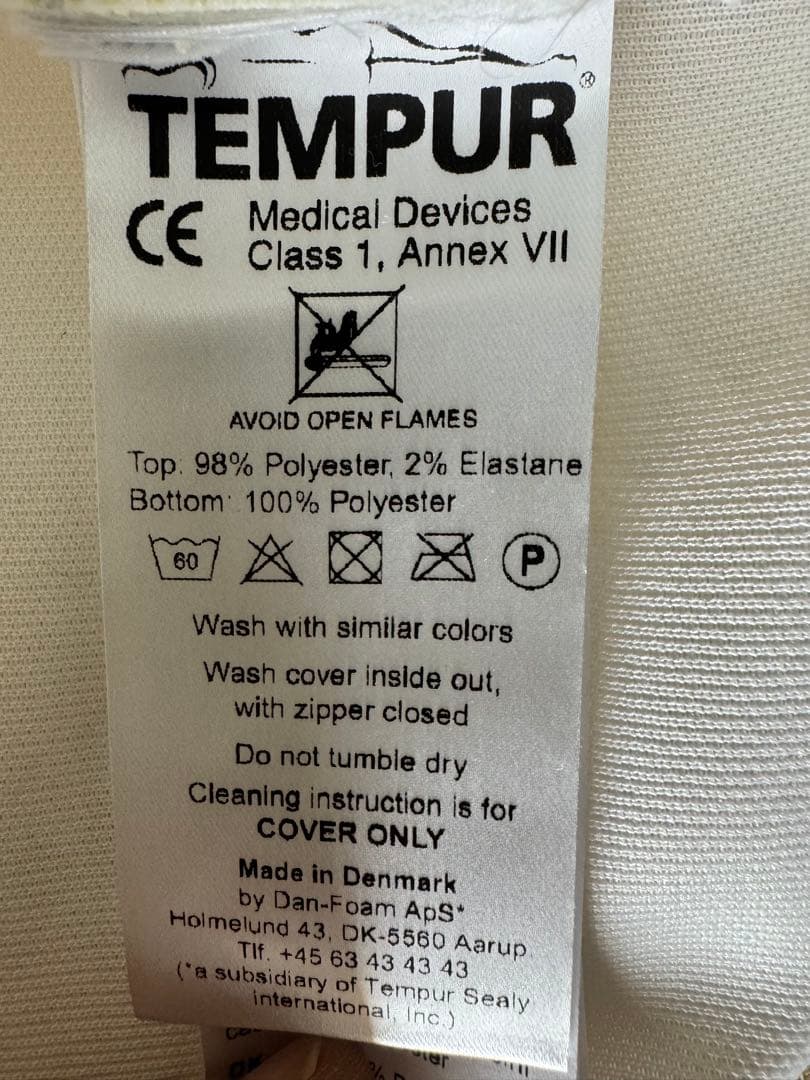 TEMPUR®
CE Medical Devices
Class 1, Annex VII
AVOID OPEN FLAMES
Top: 98% Polyester, 2% Elastane
Bottom: 100% Polyester
60 P
Wash with similar colors
Wash cover inside out,
with zipper closed
Do not tumble dry
Cleaning instruction is for
COVER ONLY
Made in Denmark
by Dan-Foam ApS*
Holmelund 43, DK-5560 Aarup
Tlf. +45 63 43 43 43
(*a subsidiary of Tempur Sealy
international, Inc.)